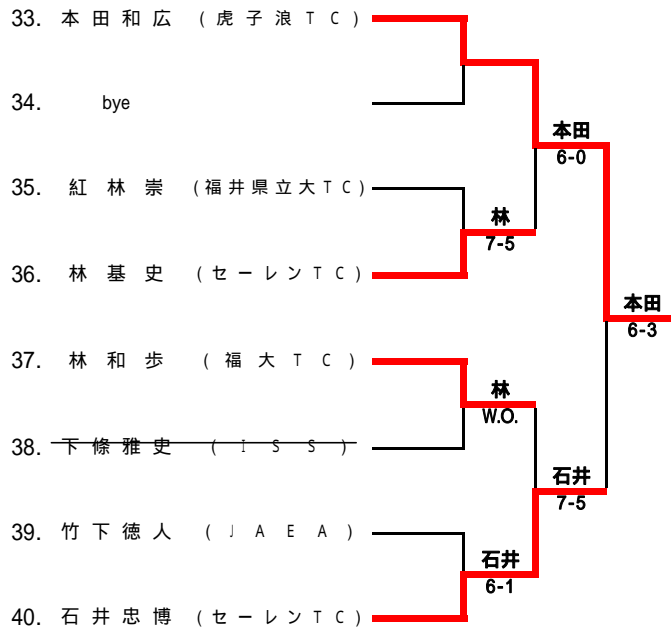 33. 本田和広 (虎子浪TC)
34. bye
本田
6-0
35. 紅林崇 (福井県立大TC)
林
7-5
36. 林基史 (セーレンTC)
本田
6-3
37. 林和歩 (福大TC)
林
W.O.
38. 下條雅史 (ISS)
石井
7-5
39. 竹下徳人 (JAEA)
石井
6-1
40. 石井忠博 (セーレンTC)